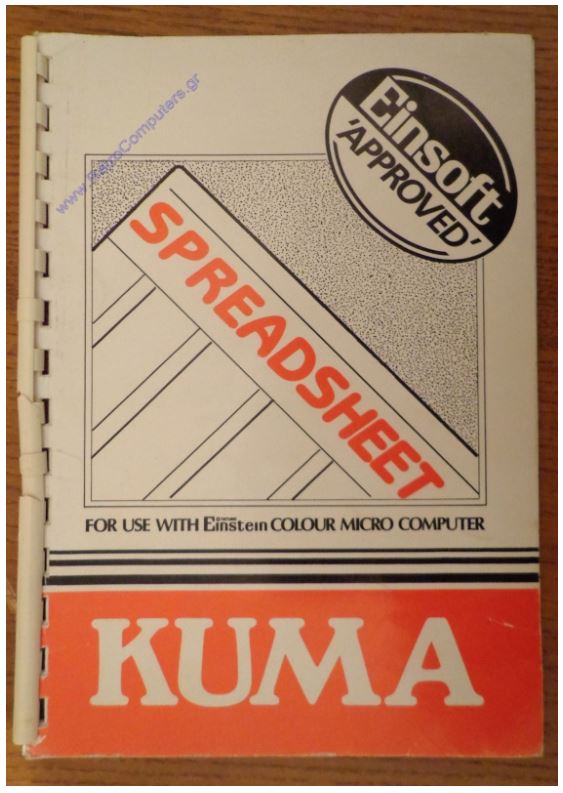 www.RetroComputers.gr
Einsoft
'APPROVED'
SPREADSHEET
FOR USE WITH Einstein COLOUR MICRO COMPUTER
KUMA